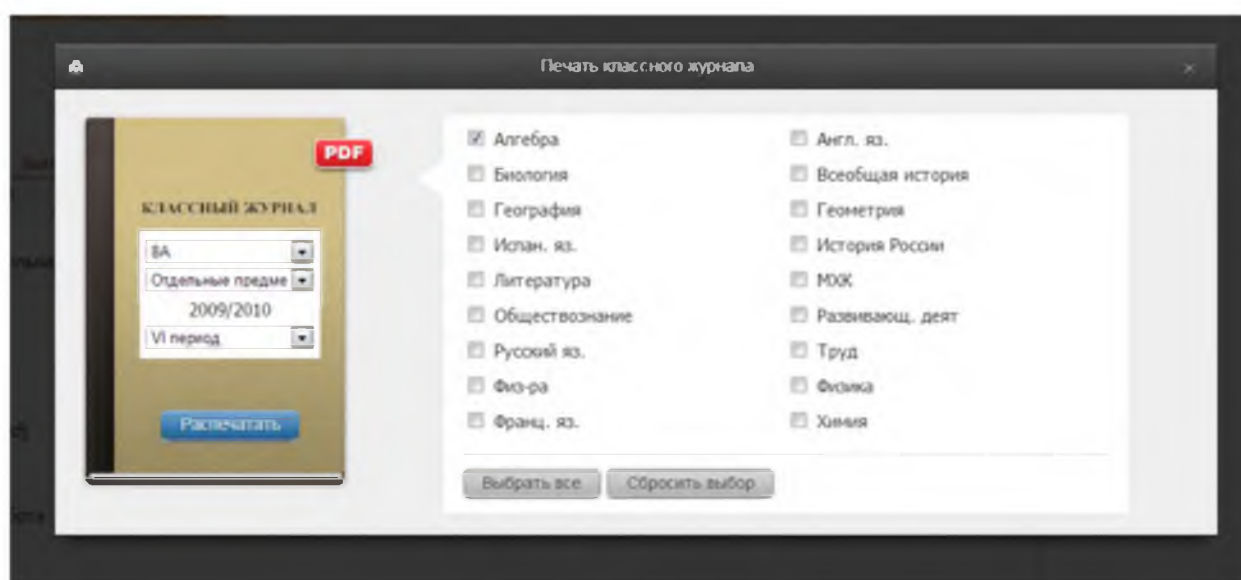 Печать классного журнала
PDF
КЛАССНЫЙ ЖУРНАЛ
8А
Отдельные предме
2009/2010
VI период
Распечатать
Алгебра
Англ. яз.
Биология
Всеобщая история
География
Геометрия
Испан. яз.
История России
Литература
МХК
Обществознание
Развивающ. деят
Русский яз.
Труд
Физ-ра
Физика
Франц. яз.
Химия
Выбрать все
Сбросить выбор